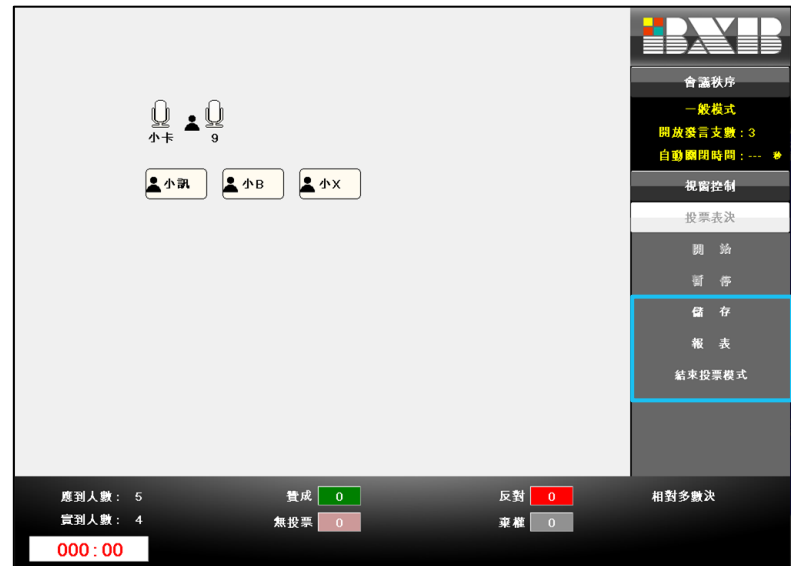 BXB
會議秩序
一般模式
開放發言支數：3
自動關閉時間：--- 秒
視窗控制
投票表決
開 始
暫 停
儲 存
報 表
結束投票模式
小卡
9
小訊
小B
小X
應到人數： 5
贊成 0
反對 0
相對多數決
實到人數： 4
無投票 0
棄權 0
000:00